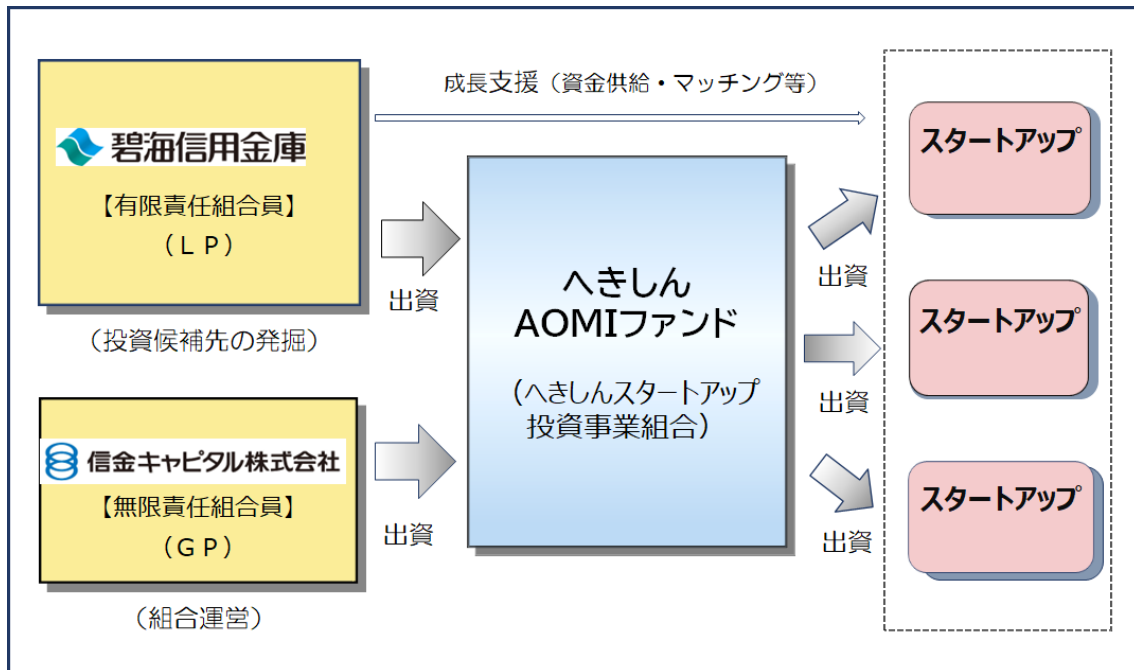 碧海信用金庫
【有限責任組合員】
（ＬＰ）
（投資候補先の発掘）
信金キャピタル株式会社
【無限責任組合員】
（ＧＰ）
（組合運営）
成長支援（資金供給・マッチング等）
出資
出資
へきしん
AOMIファンド
（へきしんスタートアップ
投資事業組合）
出資
出資
出資
スタートアップ
スタートアップ
スタートアップ